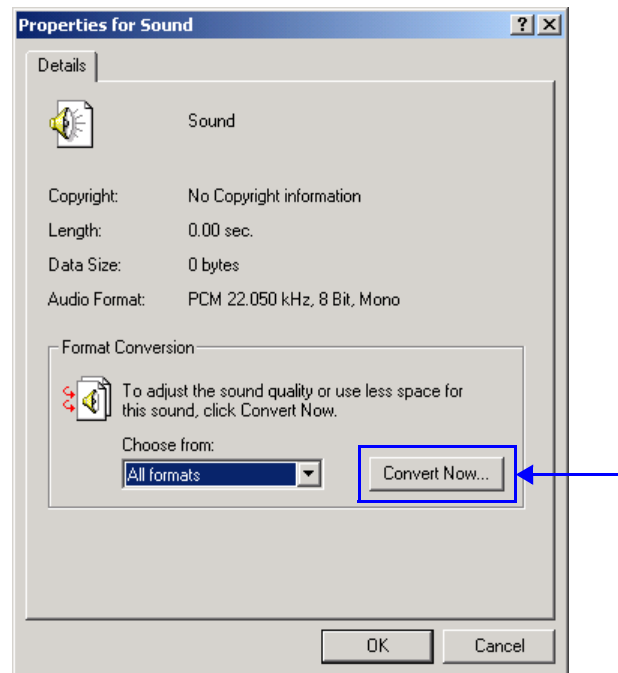 Properties for Sound
Details
Sound
Copyright: No Copyright information
Length: 0.00 sec.
Data Size: 0 bytes
Audio Format: PCM 22.050 kHz, 8 Bit, Mono
Format Conversion
To adjust the sound quality or use less space for
this sound, click Convert Now.
Choose from:
All formats Convert Now...
OK Cancel